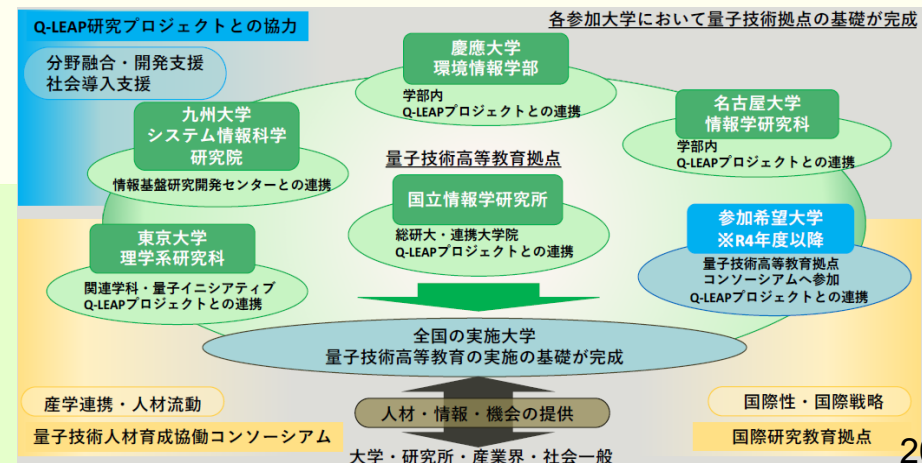 Q-LEAP研究プロジェクトとの協力
各参加大学において量子技術拠点の基礎が完成
分野融合・開発支援
社会導入支援
慶應大学
環境情報学部
学部内
Q-LEAPプロジェクトとの連携
九州大学
システム情報科学
研究院
情報基盤研究開発センターとの連携
名古屋大学
情報学研究科
学部内
Q-LEAPプロジェクトとの連携
量子技術高等教育拠点
国立情報学研究所
総研大・連携大学院
Q-LEAPプロジェクトとの連携
東京大学
理学系研究科
関連学科・量子イニシアティブ
Q-LEAPプロジェクトとの連携
参加希望大学
※R4年度以降
量子技術高等教育拠点
コンソーシアムへ参加
Q-LEAPプロジェクトとの連携
全国の実施大学
量子技術高等教育の実施の基礎が完成
産学連携・人材流動
量子技術人材育成協働コンソーシアム
人材・情報・機会の提供
大学・研究所・産業界・社会一般
国際性・国際戦略
国際研究教育拠点